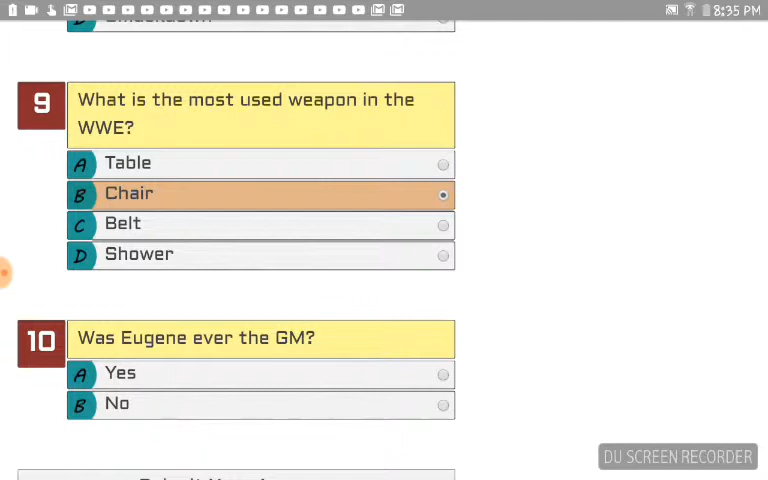 8:35 PM
9
What is the most used weapon in the
WWE?
A Table
B Chair
C Belt
D Shower
10
Was Eugene ever the GM?
A Yes
B No
DU SCREEN RECORDER